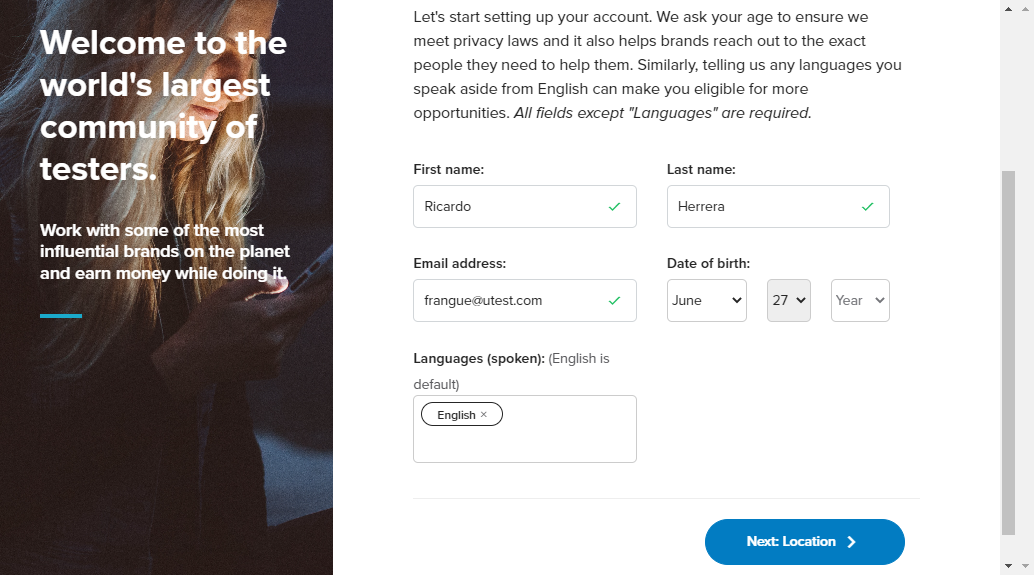 Welcome to the
world's largest
community of
testers.
Work with some of the most
influential brands on the planet
and earn money while doing it.
Let's start setting up your account. We ask your age to ensure we
meet privacy laws and it also helps brands reach out to the exact
people they need to help them. Similarly, telling us any languages you
speak aside from English can make you eligible for more
opportunities. All fields except "Languages" are required.
First name:
Last name:
Ricardo
Herrera
Email address:
Date of birth:
frangue@utest.com
June
27
Year
Languages (spoken): (English is
default)
English ×
Next: Location